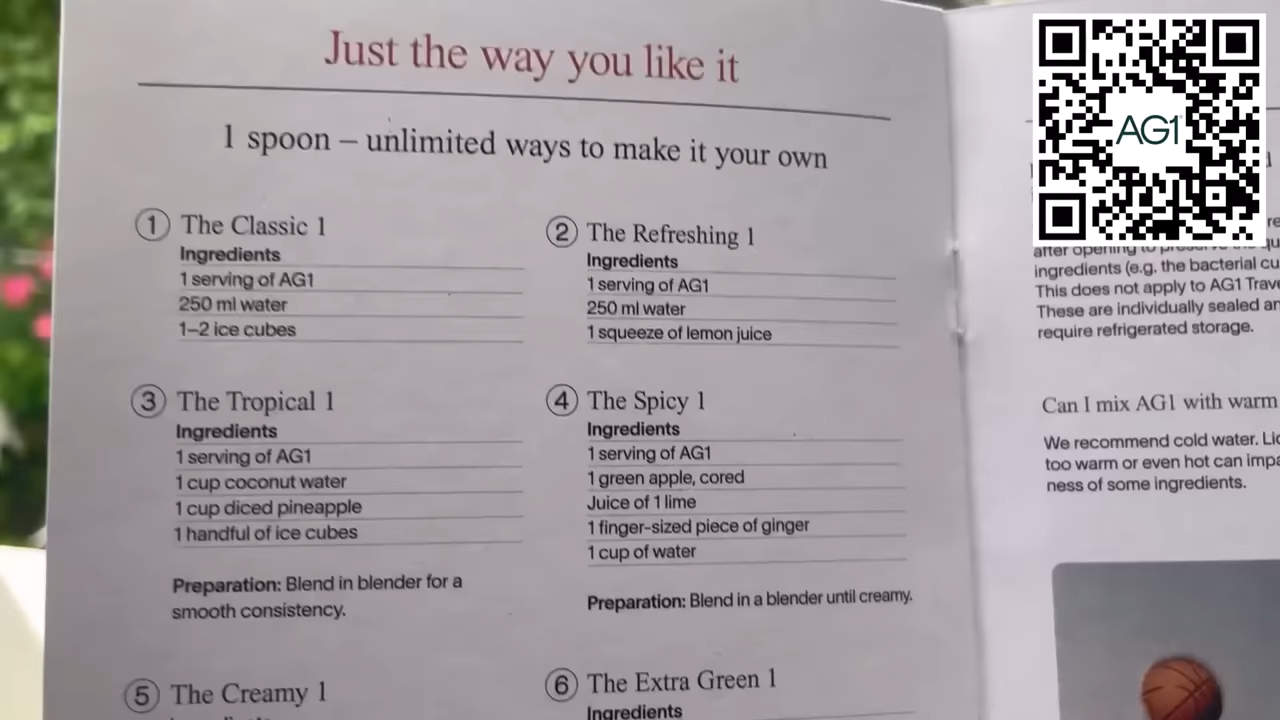 Just the way you like it
1 spoon – unlimited ways to make it your own
1 The Classic 1
Ingredients
1 serving of AG1
250 ml water
1–2 ice cubes
2 The Refreshing 1
Ingredients
1 serving of AG1
250 ml water
1 squeeze of lemon juice
3 The Tropical 1
Ingredients
1 serving of AG1
1 cup coconut water
1 cup diced pineapple
1 handful of ice cubes
Preparation: Blend in blender for a
smooth consistency.
4 The Spicy 1
Ingredients
1 serving of AG1
1 green apple, cored
Juice of 1 lime
1 finger-sized piece of ginger
1 cup of water
Preparation: Blend in a blender until creamy.
5 The Creamy 1
6 The Extra Green 1
Ingredients
AG1
after opening to preserve the
ingredients (e.g. the bacterial
This does not apply to AG1
These are individually sealed
require refrigerated storage.
Can I mix AG1 with warm
We recommend cold water.
too warm or even hot can
ness of some ingredients.